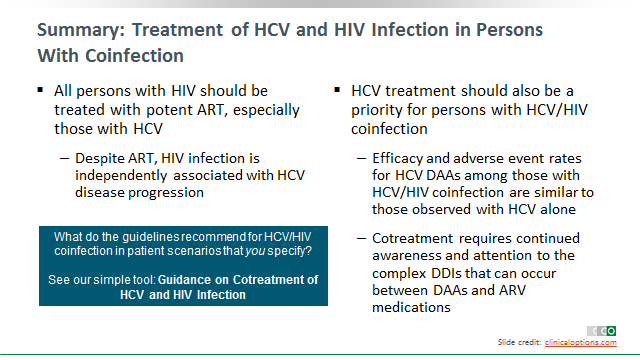 Summary: Treatment of HCV and HIV Infection in Persons
With Coinfection
▪ All persons with HIV should be
treated with potent ART, especially
those with HCV
– Despite ART, HIV infection is
independently associated with HCV
disease progression
What do the guidelines recommend for HCV/HIV
coinfection in patient scenarios that you specify?
See our simple tool: Guidance on Cotreatment of
HCV and HIV Infection
▪ HCV treatment should also be a
priority for persons with HCV/HIV
coinfection
– Efficacy and adverse event rates
for HCV DAAs among those with
HCV/HIV coinfection are similar to
those observed with HCV alone
– Cotreatment requires continued
awareness and attention to the
complex DDIs that can occur
between DAAs and ARV
medications
CCO
Slide credit: clinicaloptions.com